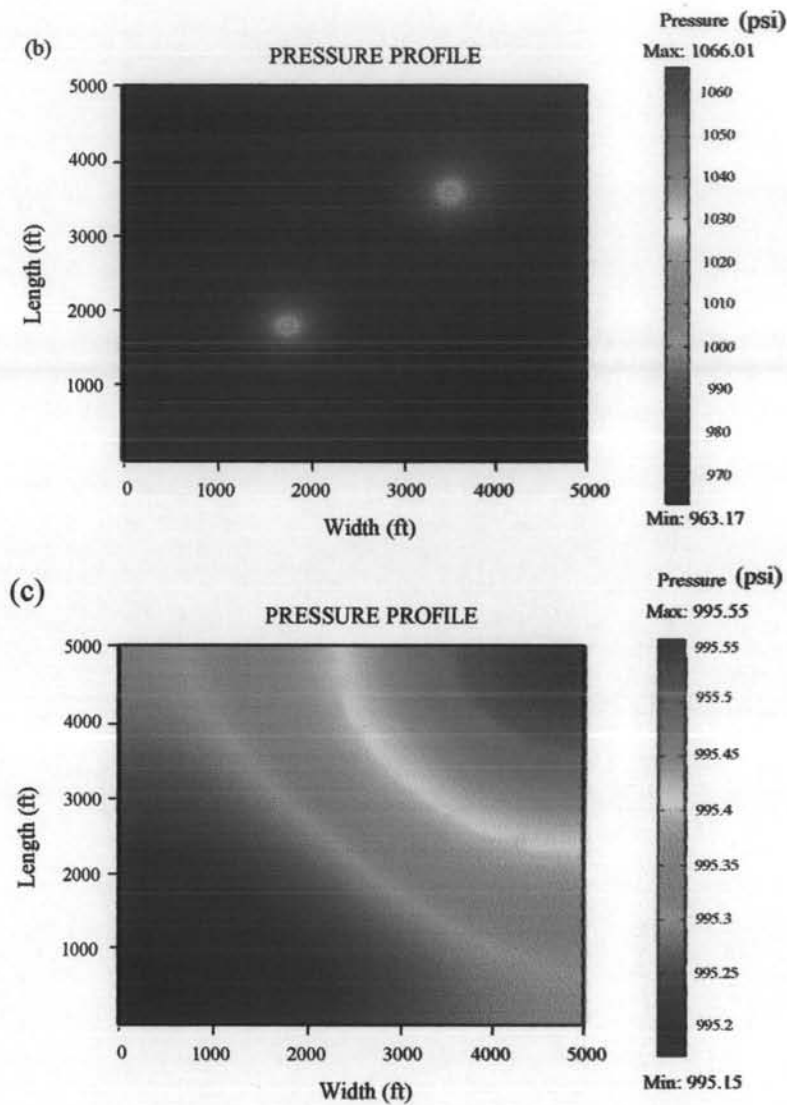 (b)
PRESSURE PROFILE
Pressure (psi)
Max: 1066.01
5000
4000
3000
2000
1000
Length (ft)
0 1000 2000 3000 4000 5000
Width (ft)
1060
1050
1040
1030
1020
1010
1000
990
980
970
Min: 963.17
(c)
PRESSURE PROFILE
Pressure (psi)
Max: 995.55
5000
4000
3000
2000
1000
Length (ft)
0 1000 2000 3000 4000 5000
Width (ft)
995.55
955.5
995.45
995.4
995.35
995.3
995.25
995.2
Min: 995.15